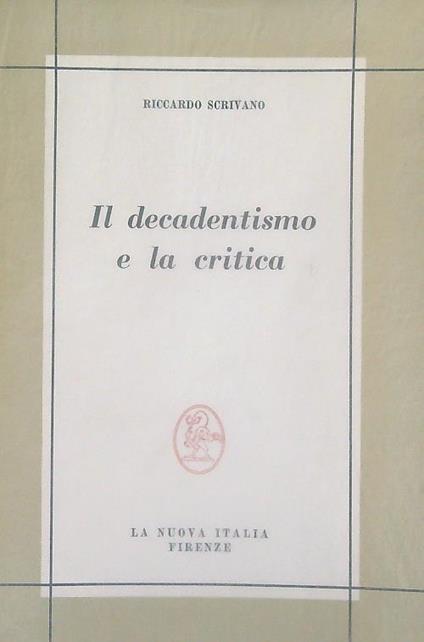 RICCARDO SCRIVANO
Il decadentismo
e la critica
LA NUOVA ITALIA
FIRENZE